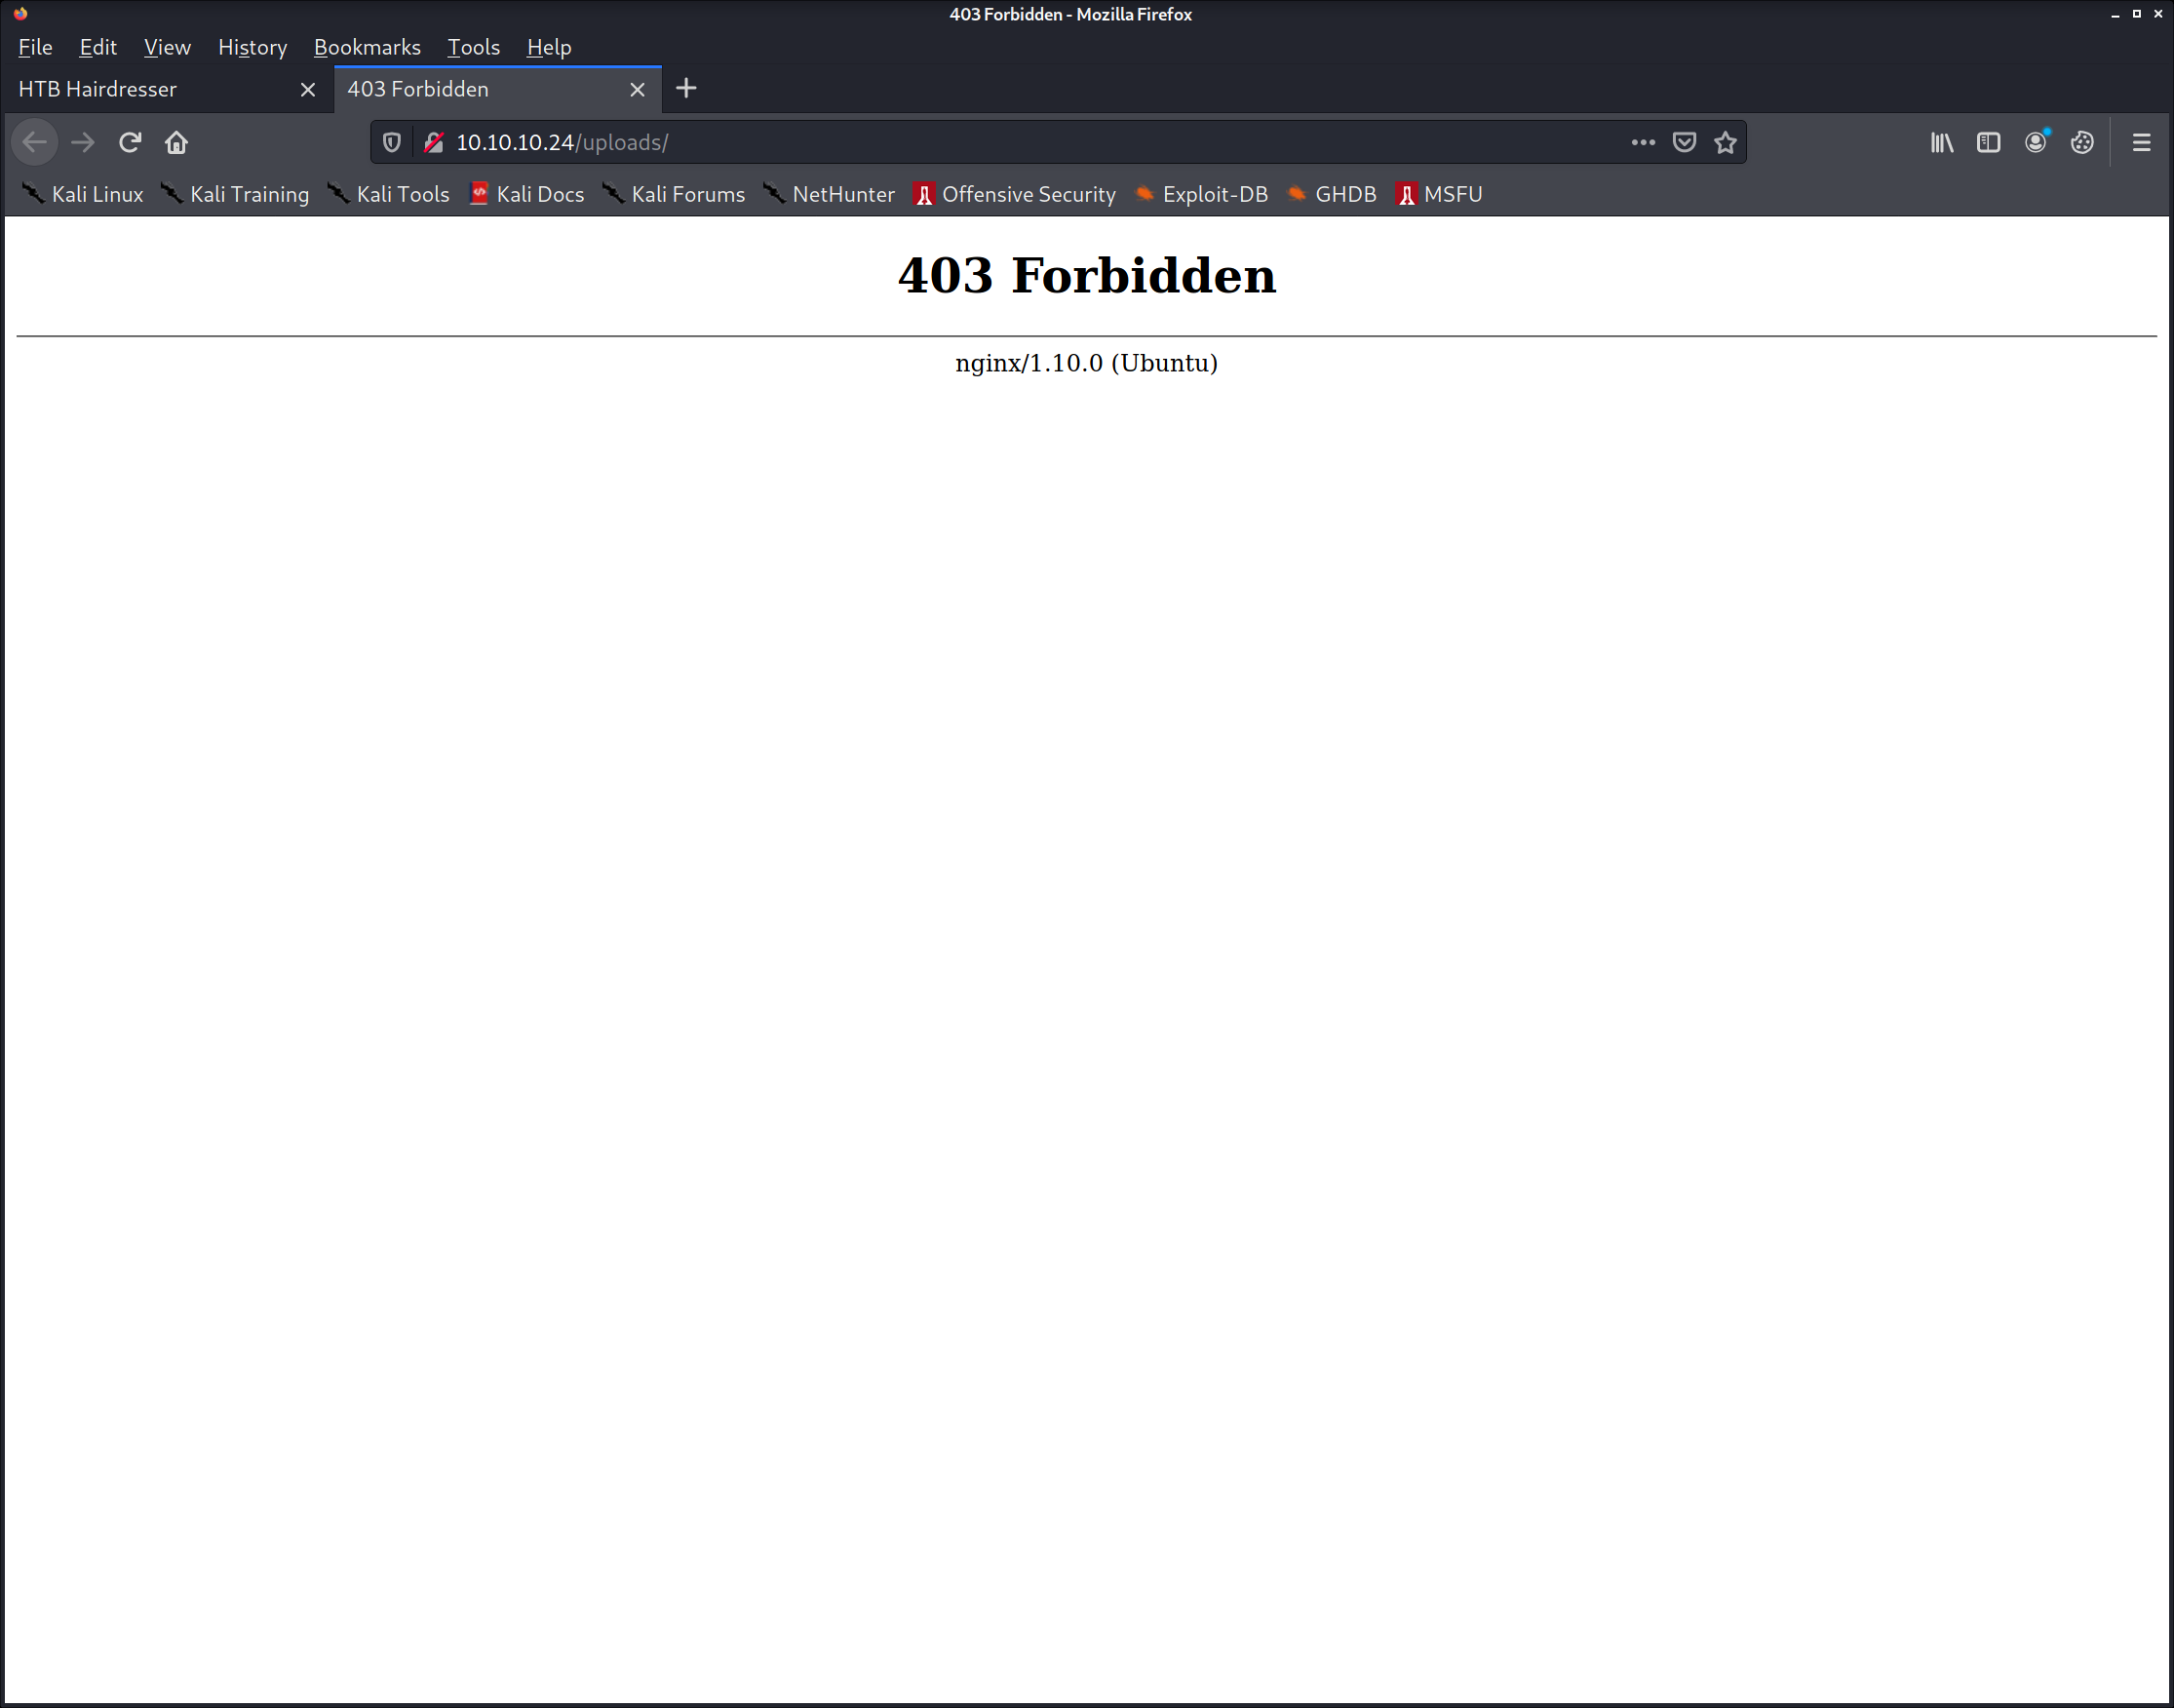 403 Forbidden - Mozilla Firefox
File Edit View History Bookmarks Tools Help
HTB Hairdresser 403 Forbidden
10.10.10.24/uploads/
Kali Linux Kali Training Kali Tools Kali Docs Kali Forums NetHunter Offensive Security Exploit-DB GHDB MSFU
403 Forbidden
nginx/1.10.0 (Ubuntu)